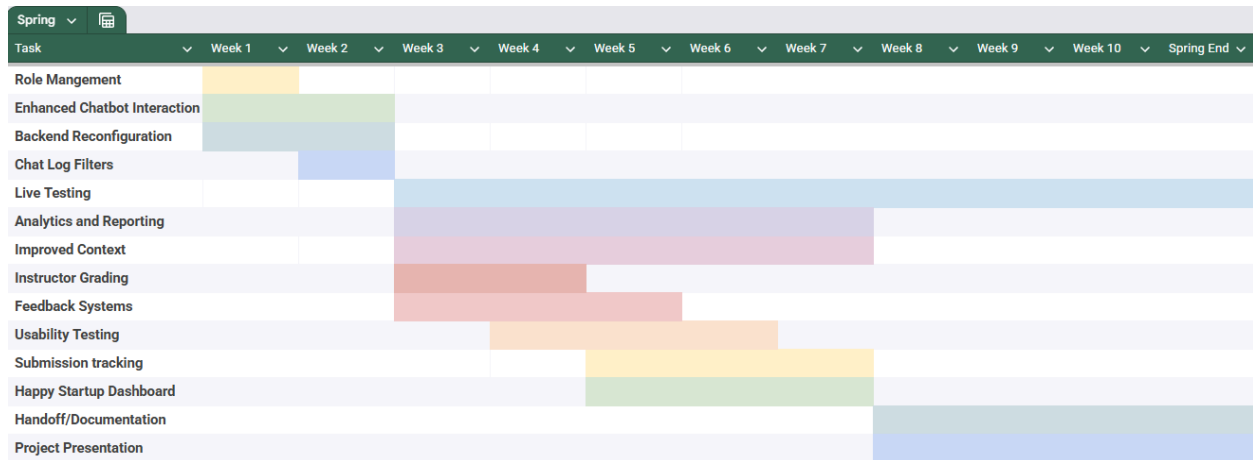 Spring
Task Week 1 Week 2 Week 3 Week 4 Week 5 Week 6 Week 7 Week 8 Week 9 Week 10 Spring End
Role Mangement
Enhanced Chatbot Interaction
Backend Reconfiguration
Chat Log Filters
Live Testing
Analytics and Reporting
Improved Context
Instructor Grading
Feedback Systems
Usability Testing
Submission tracking
Happy Startup Dashboard
Handoff/Documentation
Project Presentation